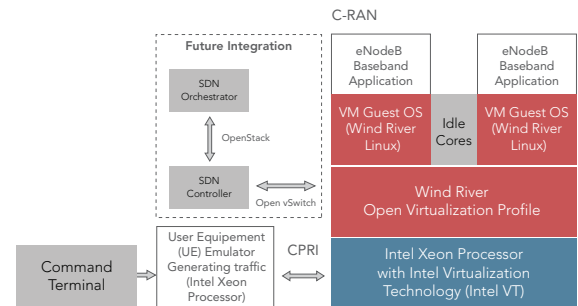 C-RAN
Future Integration
SDN
Orchestrator
OpenStack
SDN
Controller
Open vSwitch
eNodeB
Baseband
Application
eNodeB
Baseband
Application
VM Guest OS
(Wind River
Linux)
Idle
Cores
VM Guest OS
(Wind River
Linux)
Wind River
Open Virtualization Profile
Command
Terminal
User Equipement
(UE) Emulator
Generating traffic
(Intel Xeon
Processor)
CPRI
Intel Xeon Processor
with Intel Virtualization
Technology (Intel VT)